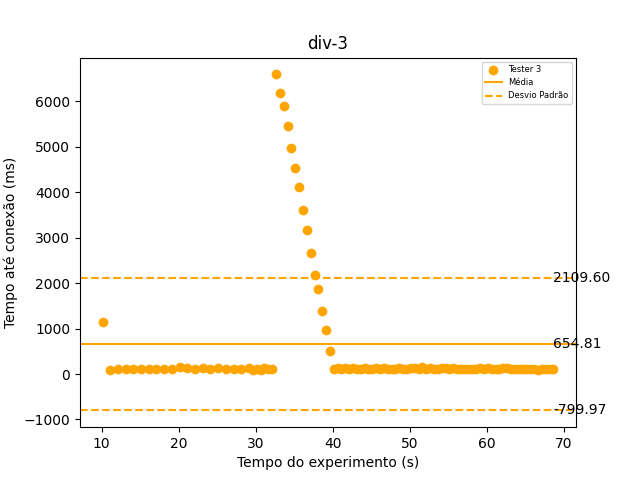 div-3
Tester 3
Média
Desvio Padrão
Tempo até conexão (ms)
6000
5000
4000
3000
2000
1000
0
−1000
2109.60
654.81
-799.97
10 20 30 40 50 60 70
Tempo do experimento (s)